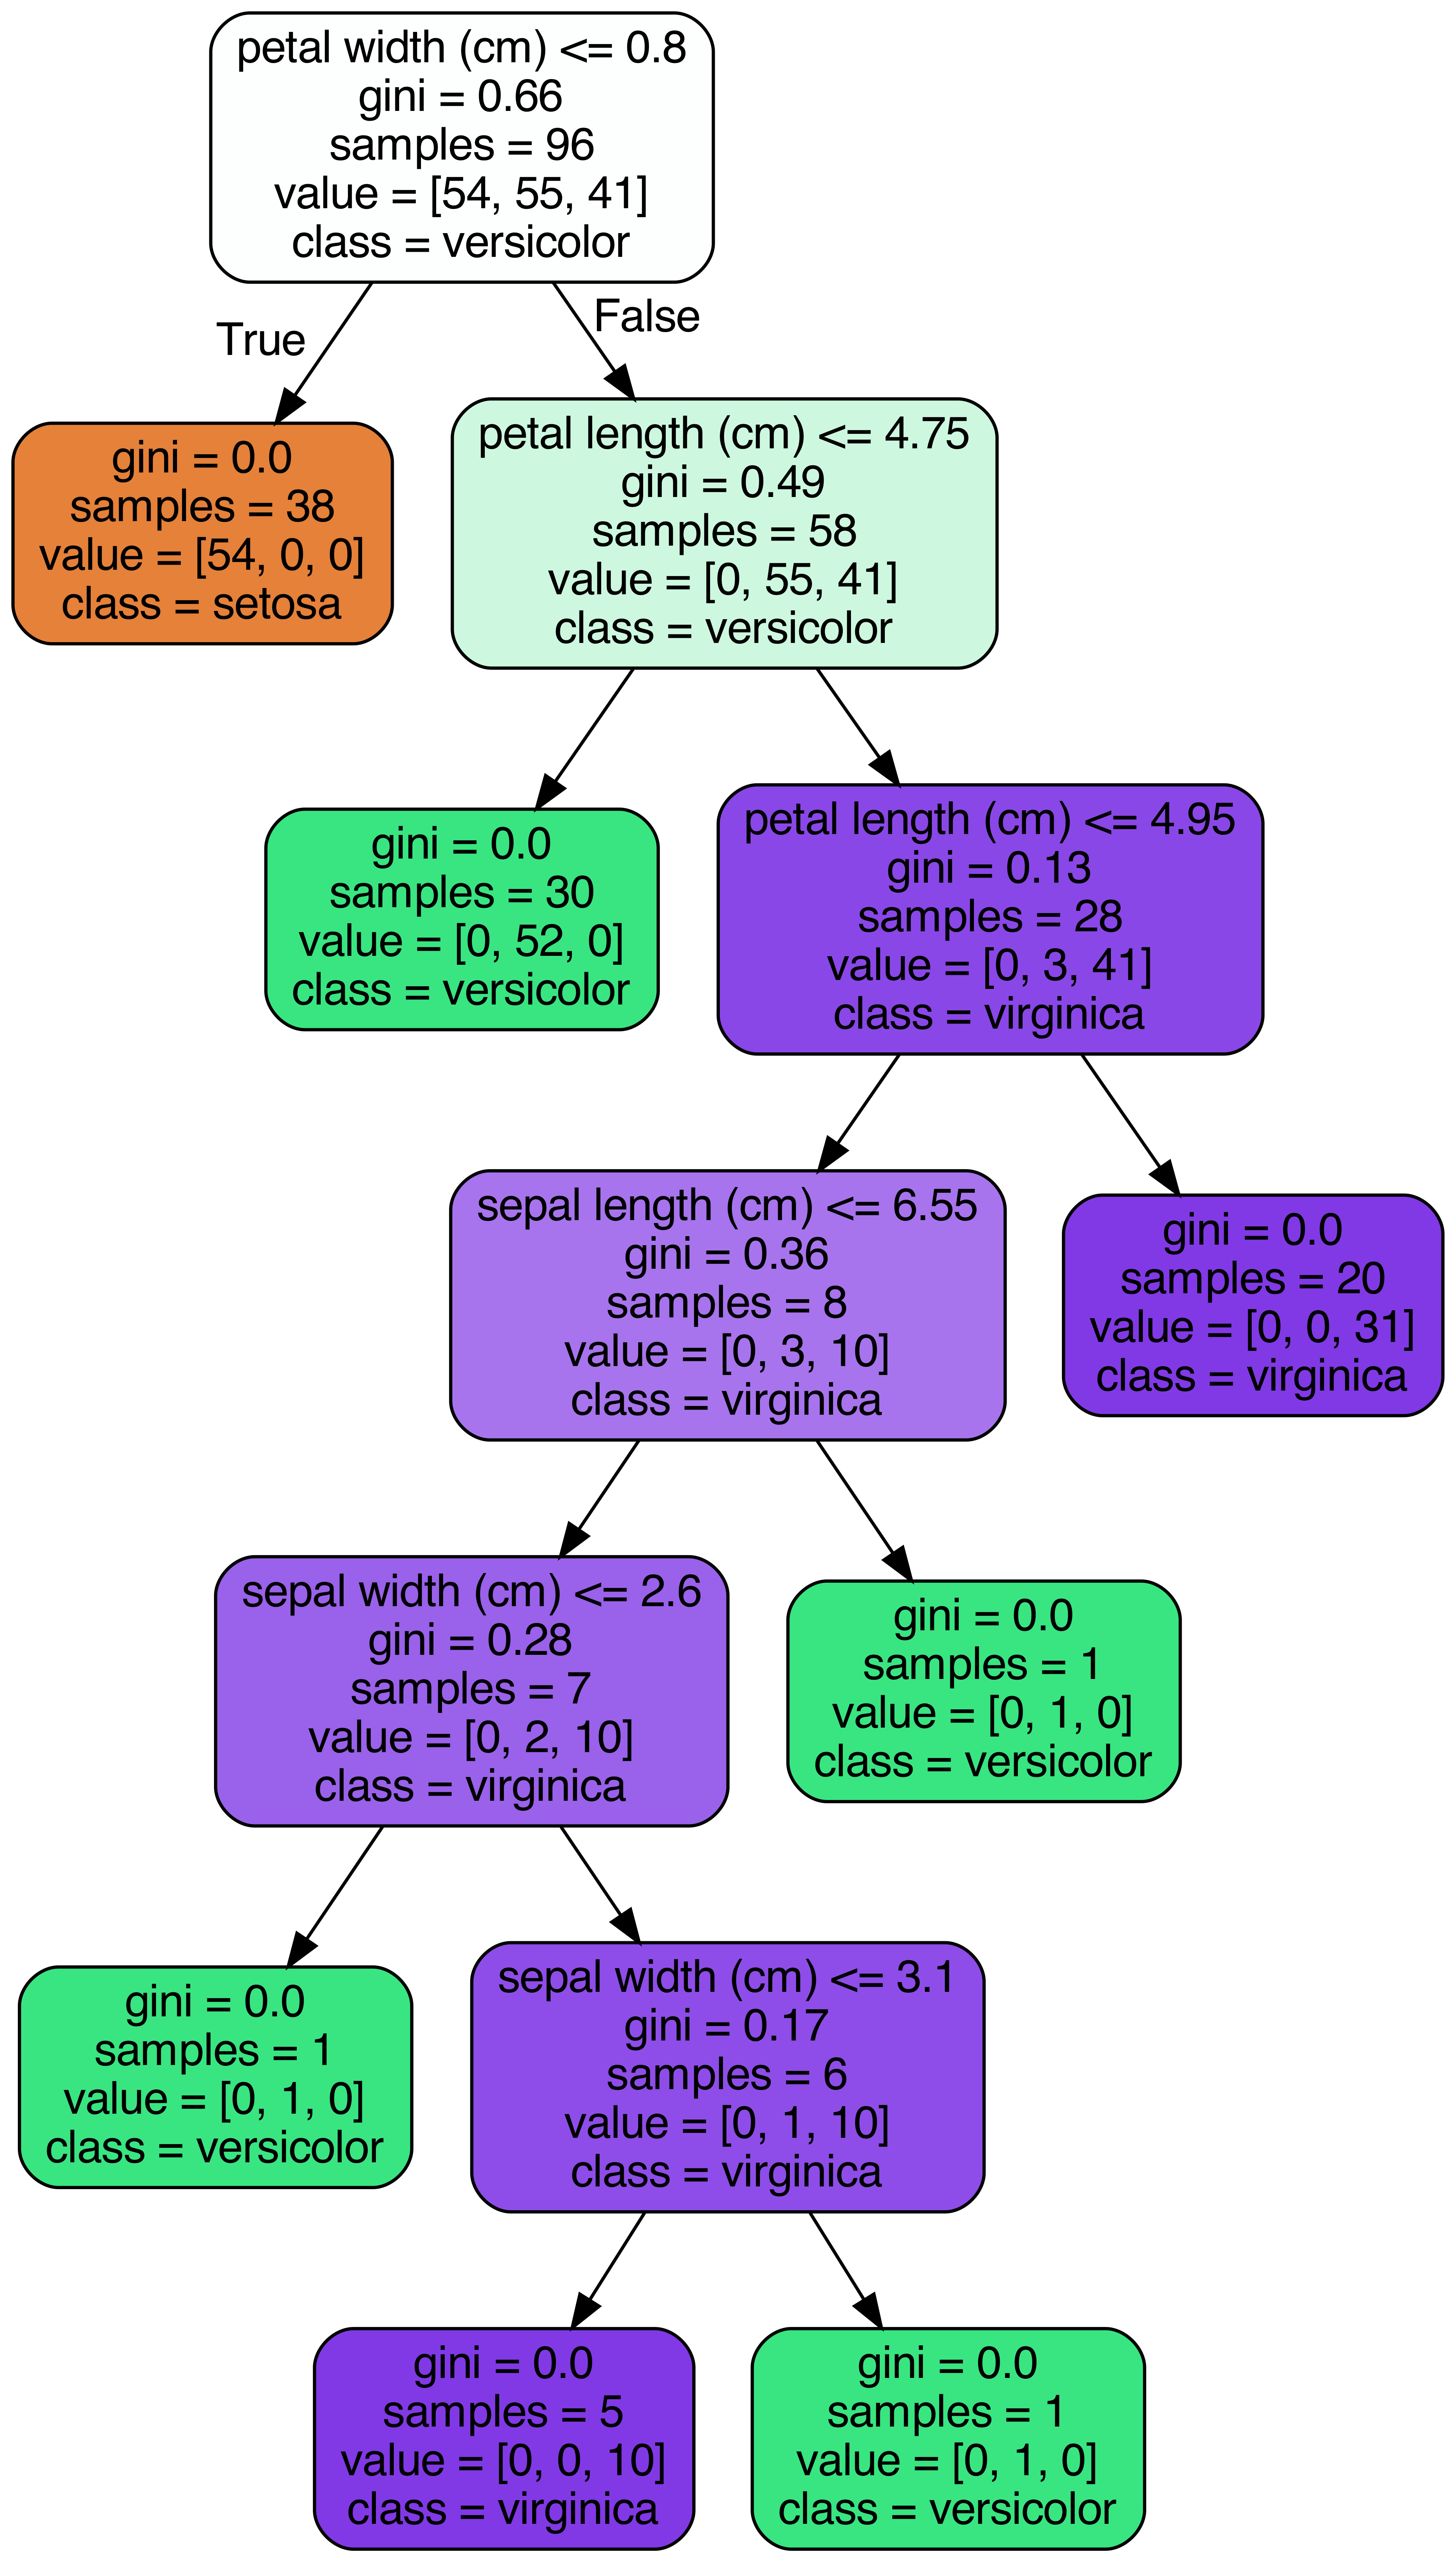 petal width (cm) <= 0.8
gini = 0.66
samples = 96
value = [54, 55, 41]
class = versicolor
True
False
gini = 0.0
samples = 38
value = [54, 0, 0]
class = setosa
petal length (cm) <= 4.75
gini = 0.49
samples = 58
value = [0, 55, 41]
class = versicolor
gini = 0.0
samples = 30
value = [0, 52, 0]
class = versicolor
petal length (cm) <= 4.95
gini = 0.13
samples = 28
value = [0, 3, 41]
class = virginica
sepal length (cm) <= 6.55
gini = 0.36
samples = 8
value = [0, 3, 10]
class = virginica
gini = 0.0
samples = 20
value = [0, 0, 31]
class = virginica
sepal width (cm) <= 2.6
gini = 0.28
samples = 7
value = [0, 2, 10]
class = virginica
gini = 0.0
samples = 1
value = [0, 1, 0]
class = versicolor
gini = 0.0
samples = 1
value = [0, 1, 0]
class = versicolor
sepal width (cm) <= 3.1
gini = 0.17
samples = 6
value = [0, 1, 10]
class = virginica
gini = 0.0
samples = 5
value = [0, 0, 10]
class = virginica
gini = 0.0
samples = 1
value = [0, 1, 0]
class = versicolor